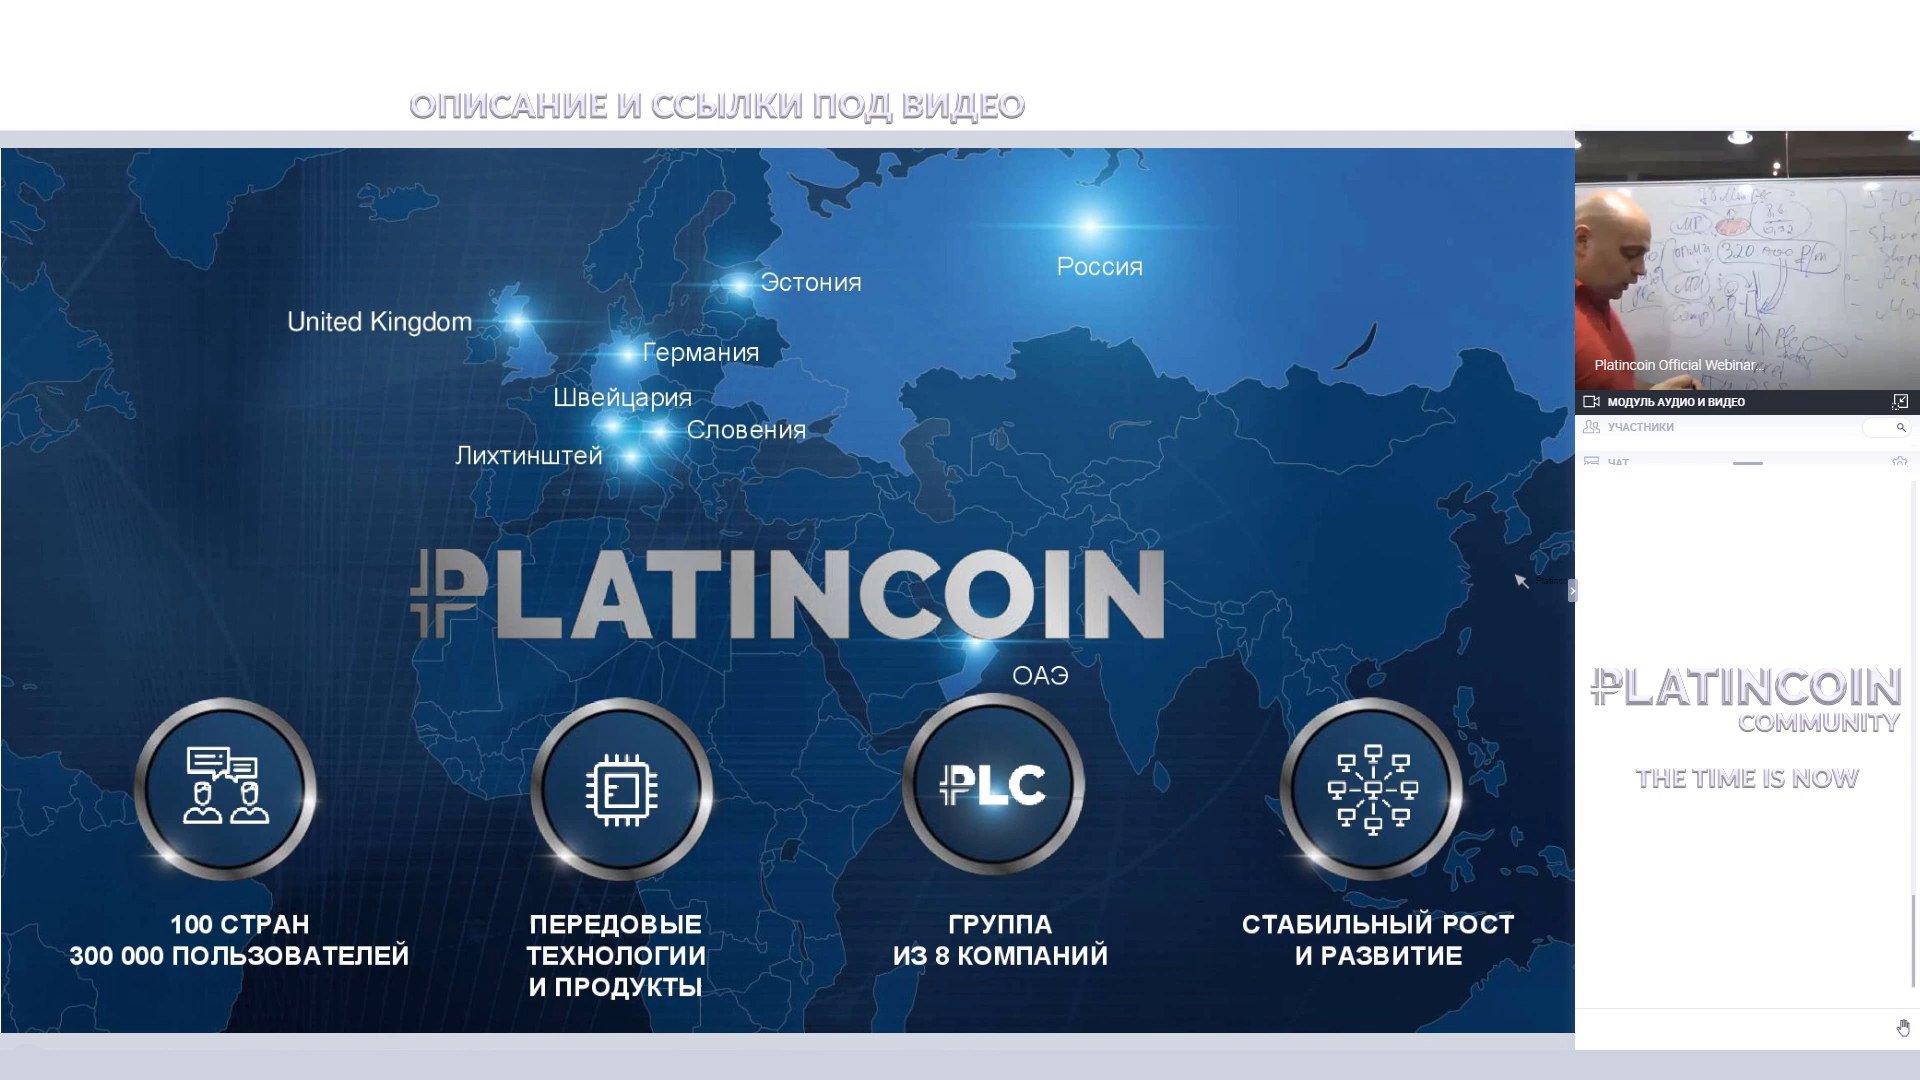 ОПИСАНИЕ И ССЫЛКИ ПОД ВИДЕО
Россия
Эстония
United Kingdom
Германия
Швейцария
Словения
Лихтинштей
PLATINCOIN
ОАЭ
PLC
100 СТРАН
300 000 ПОЛЬЗОВАТЕЛЕЙ
ПЕРЕДОВЫЕ
ТЕХНОЛОГИИ
И ПРОДУКТЫ
ГРУППА
ИЗ 8 КОМПАНИЙ
СТАБИЛЬНЫЙ РОСТ
И РАЗВИТИЕ
320
Platincoin Official Webinar...
МОДУЛЬ АУДИО И ВИДЕО
УЧАСТНИКИ
ЧАТ
PLATINCOIN
COMMUNITY
THE TIME IS NOW